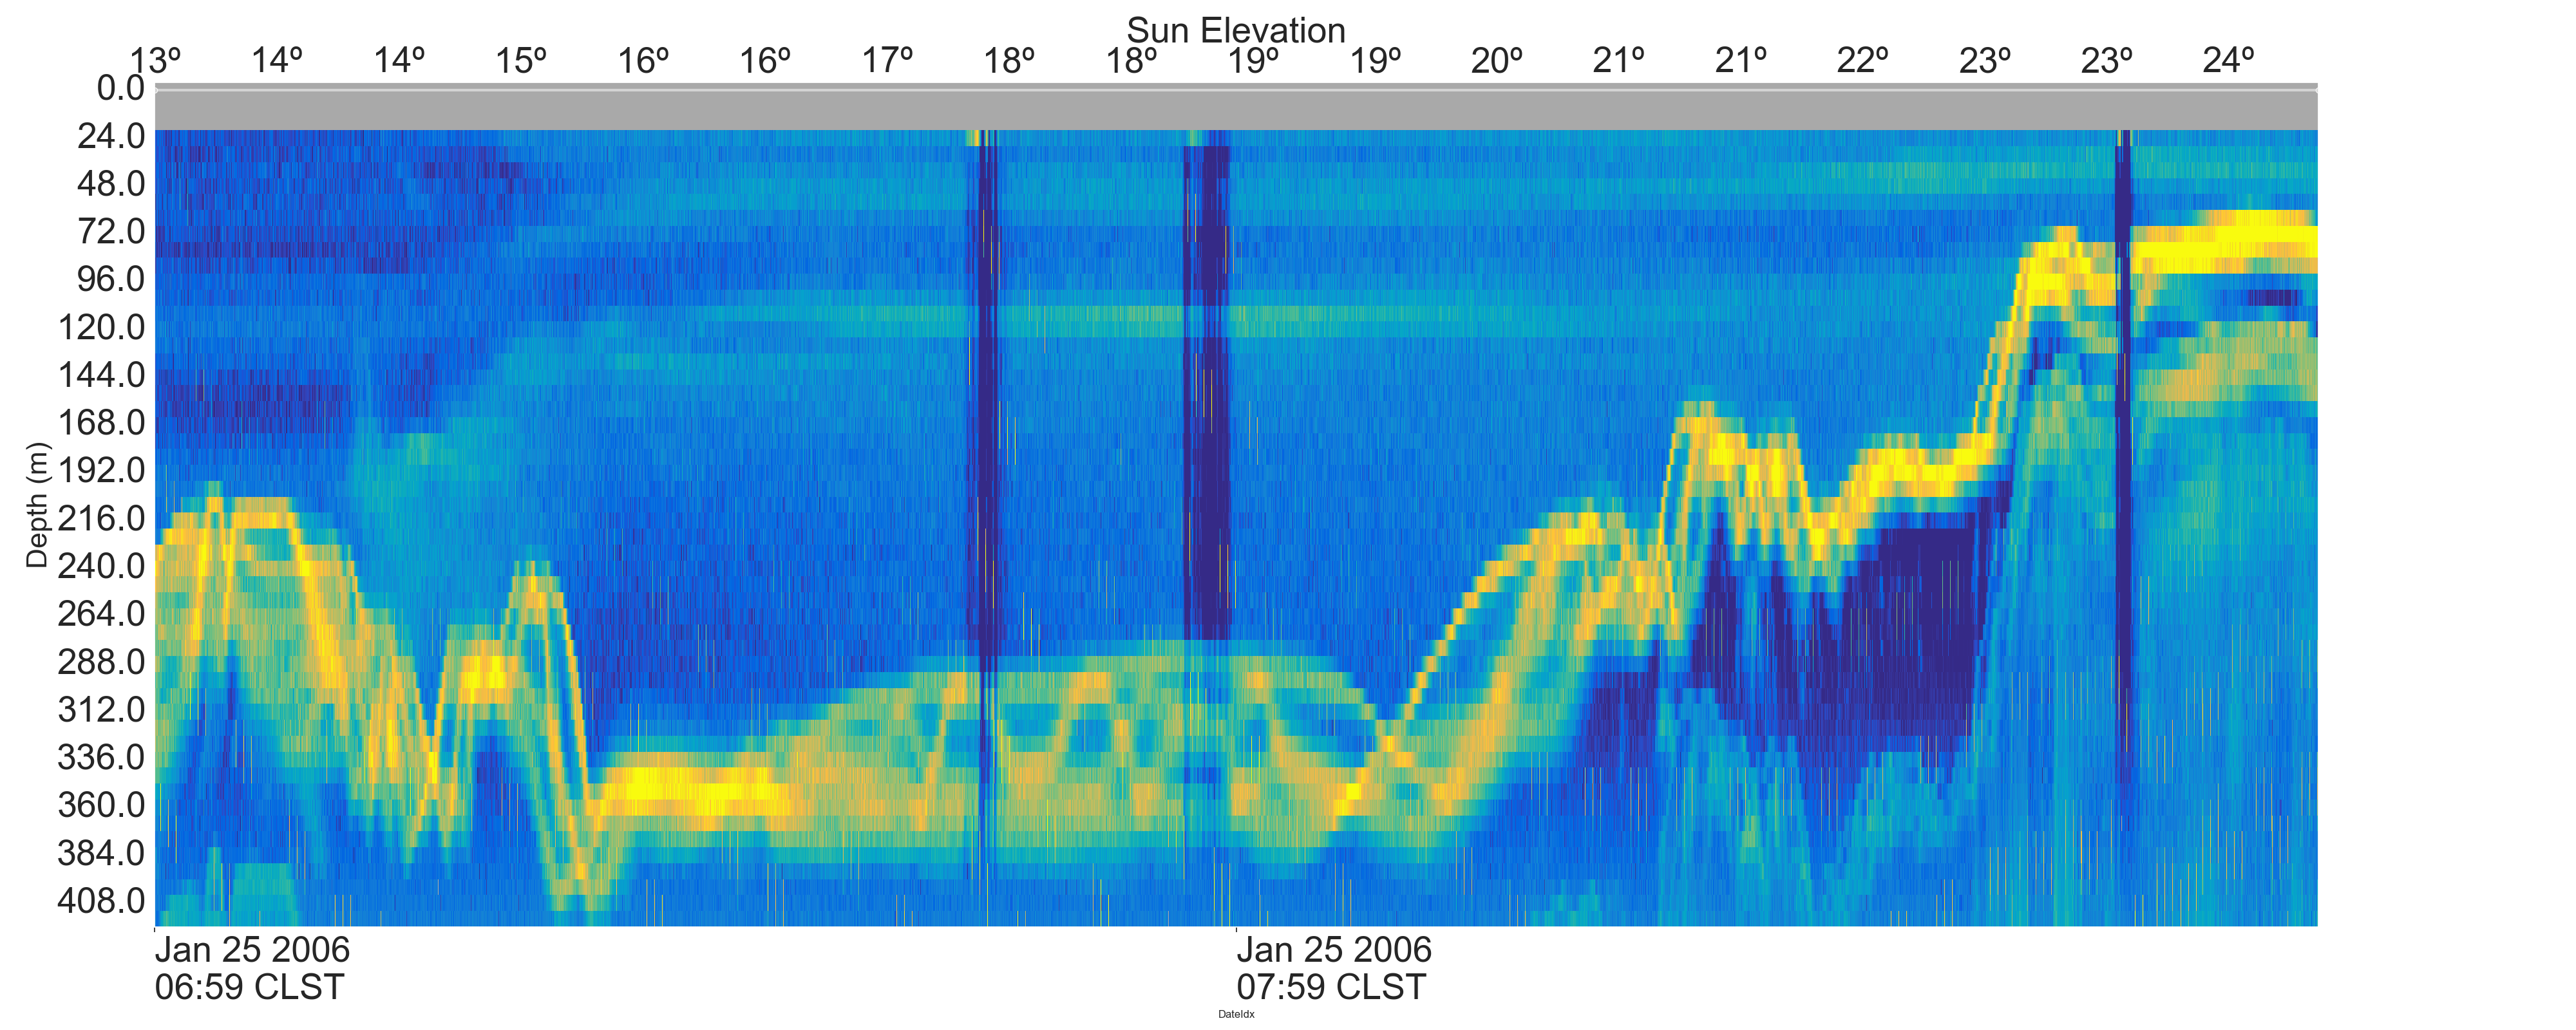 Sun Elevation
13º 14º 14º 15º 16º 16º 17º 18º 18º 19º 19º 20º 21º 21º 22º 23º 23º 24º
0.0
24.0
48.0
72.0
96.0
120.0
144.0
168.0
192.0
216.0
240.0
264.0
288.0
312.0
336.0
360.0
384.0
408.0
Depth (m)
Jan 25 2006
06:59 CLST
Jan 25 2006
07:59 CLST
DateIdx